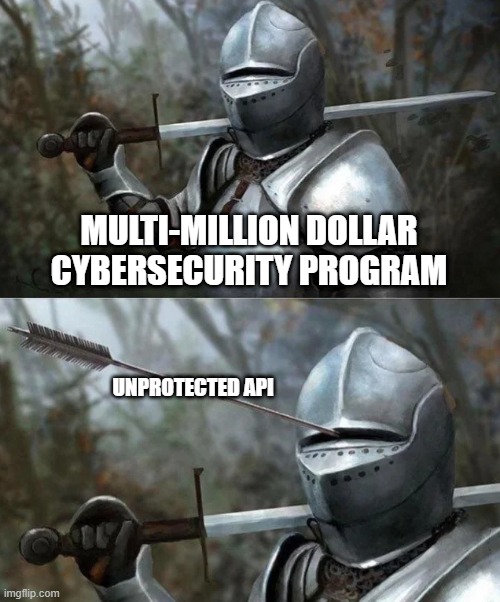 MULTI-MILLION DOLLAR
CYBERSECURITY PROGRAM
UNPROTECTED API
imgflip.com